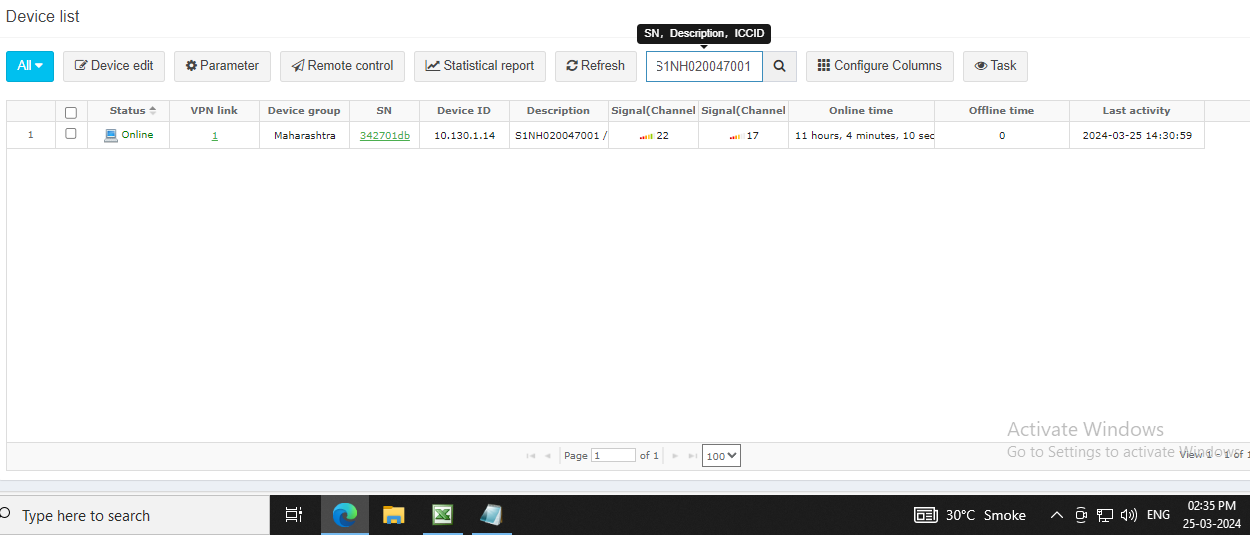 Device list
SN, Description, ICCID
All Device edit Parameter Remote control Statistical report Refresh S1NH020047001 Configure Columns Task
Status VPN link Device group SN Device ID Description Signal(Channel Signal(Channel Online time Offline time Last activity
1 Online 1 Maharashtra 342701db 10.130.1.14 S1NH020047001 / 22 17 11 hours, 4 minutes, 10 sec 0 2024-03-25 14:30:59
Activate Windows
Go to Settings to activate Windows.
Page 1 of 1 100 View 1 - 1 of 1
Type here to search 30°C Smoke ENG 02:35 PM
25-03-2024